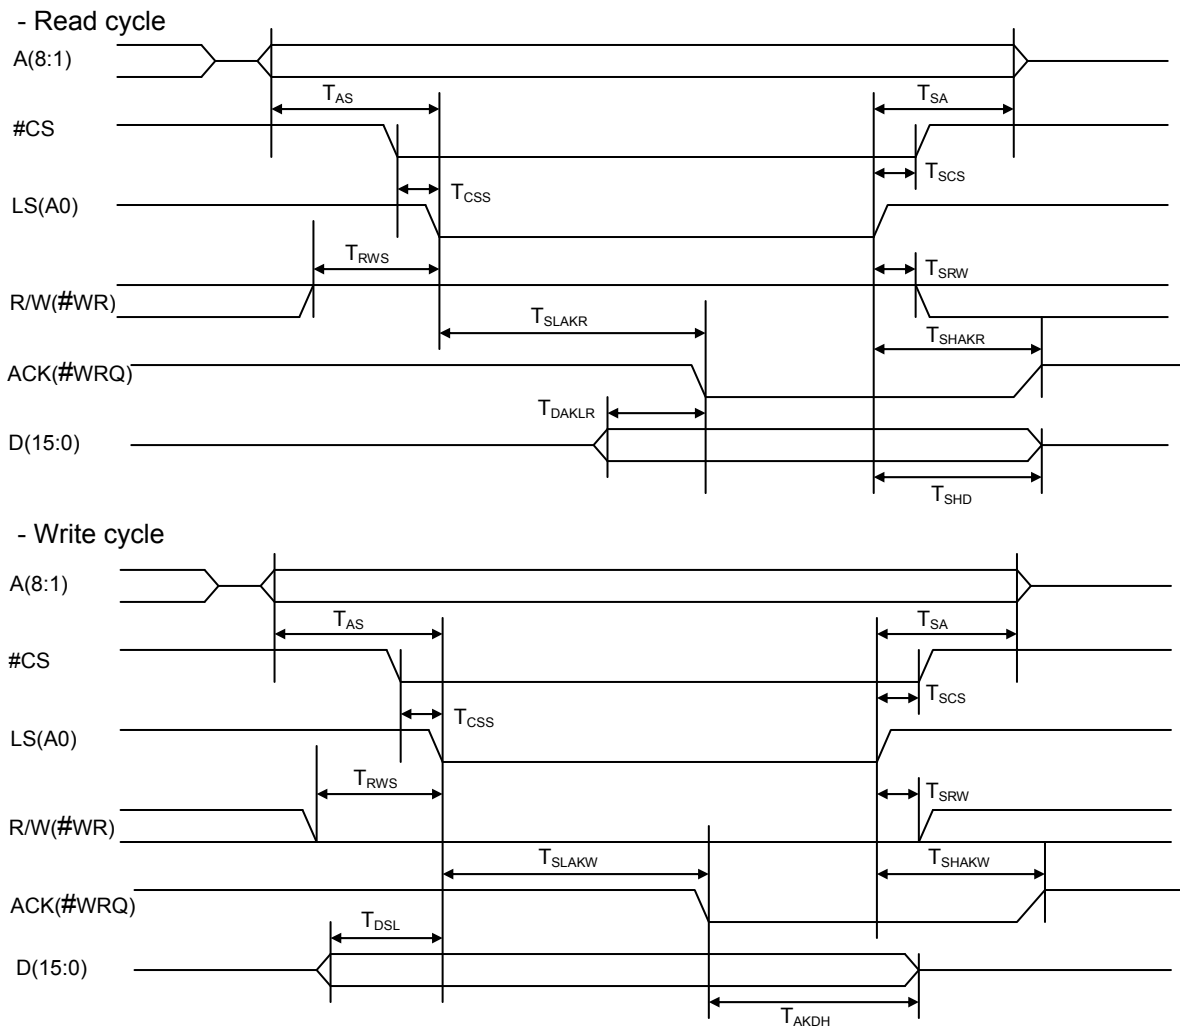 - Read cycle
A(8:1)
TAS
TSA
#CS
TSCS
TCSS
LS(A0)
TRWS
TSRW
R/W(#WR)
TSLAKR
TSHAKR
ACK(#WRQ)
TDAKLR
D(15:0)
TSHD
- Write cycle
A(8:1)
TAS
TSA
#CS
TSCS
TCSS
LS(A0)
TRWS
TSRW
R/W(#WR)
TSLAKW
TSHAKW
ACK(#WRQ)
TDSL
D(15:0)
TAKDH